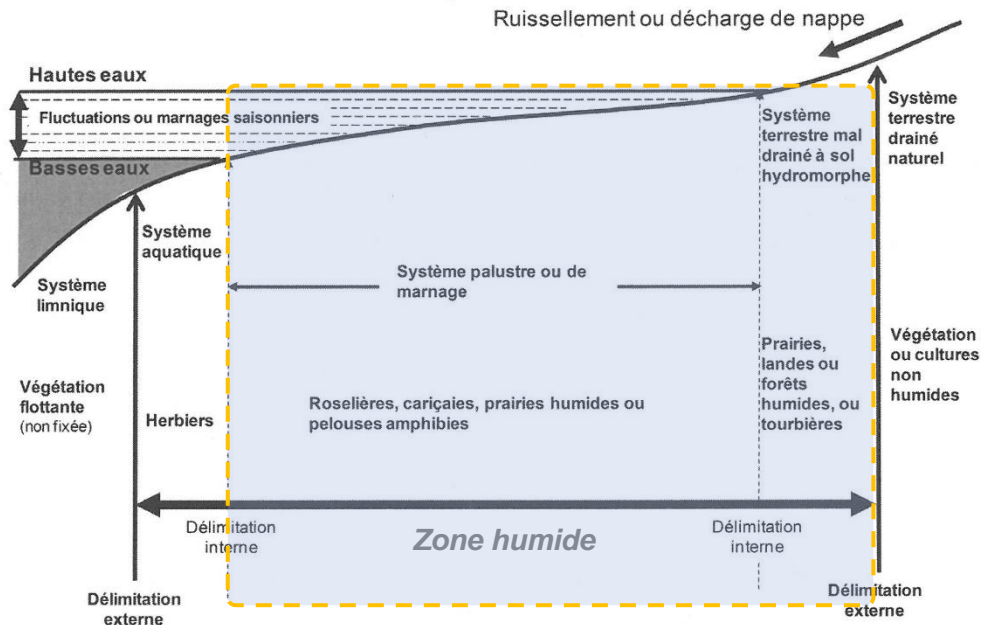 Ruissellement ou décharge de nappe
Hautes eaux
Fluctuations ou marnages saisonniers
Basses eaux
Système
terrestre mal
drainé à sol
hydromorphe
Système
terrestre
drainé
naturel
Système
aquatique
Système
limnique
Système palustre ou de
marnage
Végétation
flottante
(non fixée)
Herbiers
Roselières, cariçaies, prairies humides ou
pelouses amphibies
Prairies,
landes ou
forêts
humides, ou
tourbières
Végétation
ou cultures
non
humides
Délimitation
interne
Zone humide
Délimitation
interne
Délimitation
externe
Délimitation
externe